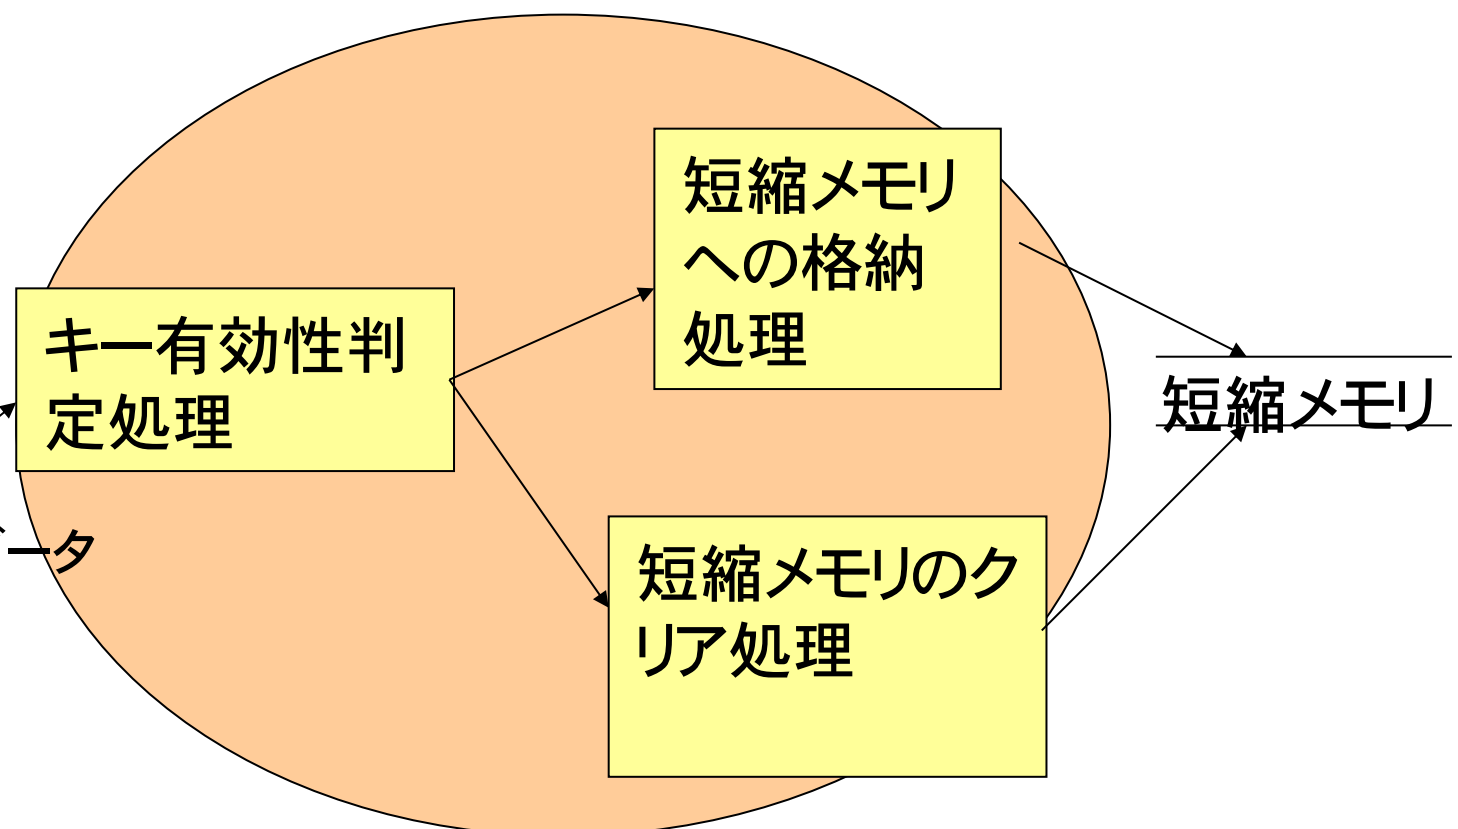 短縮メモリ
への格納
処理
キー有効性判
定処理
短縮メモリ
ータ
短縮メモリのク
リア処理